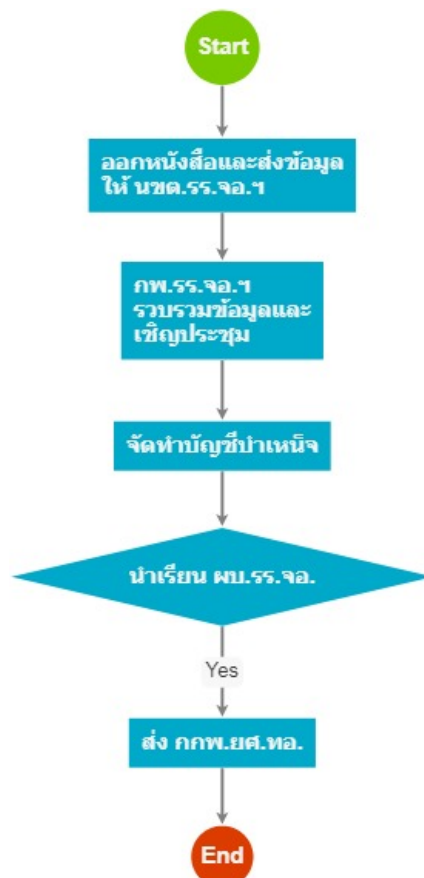 Start
ออกหนังสือและส่งข้อมูล
ให้ นขต.รร.จอ.ฯ
กพ.รร.จอ.ฯ
รวบรวมข้อมูลและ
เชิญประชุม
จัดทำบัญชีบำเหน็จ
นำเรียน ผบ.รร.จอ.
Yes
ส่ง กกพ.ยศ.ทอ.
End